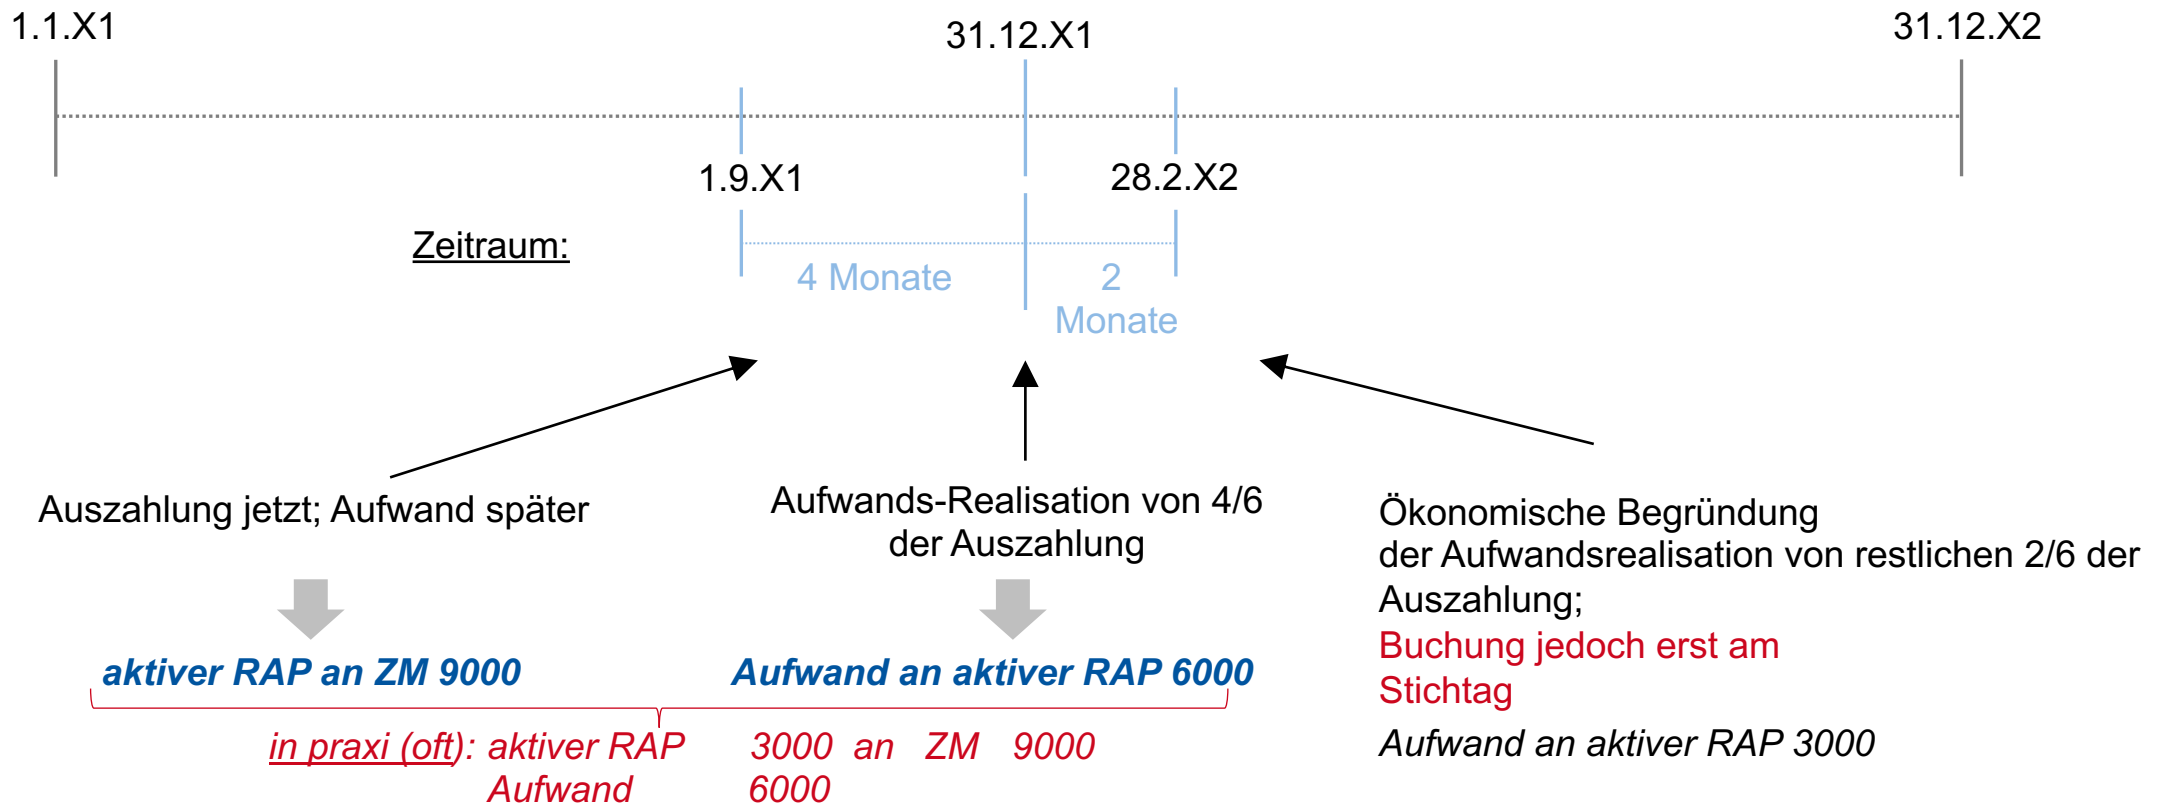 1.1.X1
31.12.X1
31.12.X2
1.9.X1
28.2.X2
Zeitraum:
4 Monate
2
Monate
Auszahlung jetzt; Aufwand später
aktiver RAP an ZM 9000
Aufwands-Realisation von 4/6
der Auszahlung
Aufwand an aktiver RAP 6000
in praxi (oft): aktiver RAP 3000 an ZM 9000
Aufwand 6000
Ökonomische Begründung
der Aufwandsrealisation von restlichen 2/6 der
Auszahlung;
Buchung jedoch erst am
Stichtag
Aufwand an aktiver RAP 3000